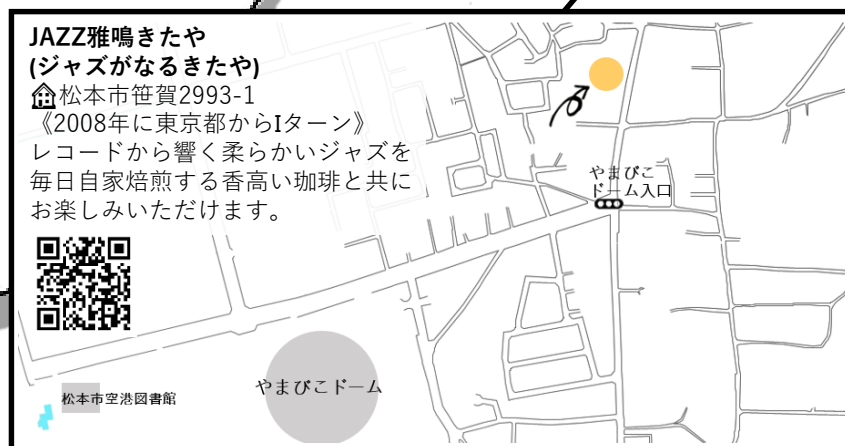 JAZZ雅鳴きたや
(ジャズがなるきたや)
松本市笹賀2993-1
《2008年に東京都からIターン》
レコードから響く柔らかいジャズを
毎日自家焙煎する香高い珈琲と共に
お楽しみいただけます。
やまびこ
ドーム入口
やまびこドーム
松本市空港図書館